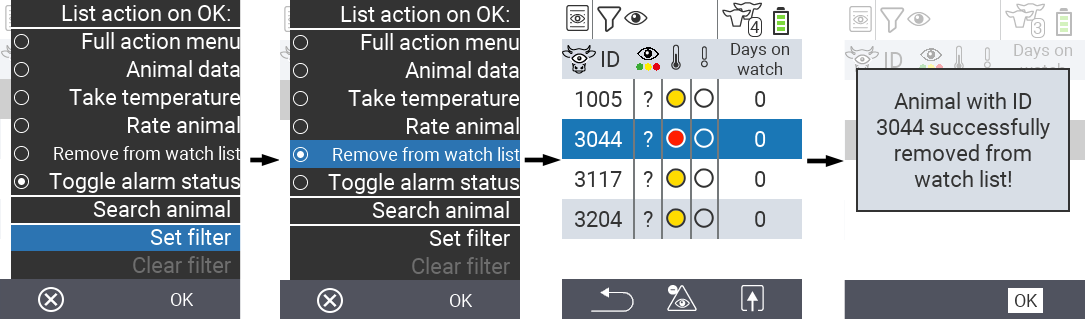 List action on OK:
Full action menu
Animal data
Take temperature
Rate animal
Remove from watch list
Toggle alarm status
Search animal
Set filter
Clear filter
OK
List action on OK:
Full action menu
Animal data
Take temperature
Rate animal
Remove from watch list
Toggle alarm status
Search animal
Set filter
Clear filter
OK
4
ID Days on
watch
1005 ? 0
3044 ? 0
3117 ? 0
3204 ? 0
3
ID Days on
watch
Animal with ID
3044 successfully
removed from
watch list!
OK